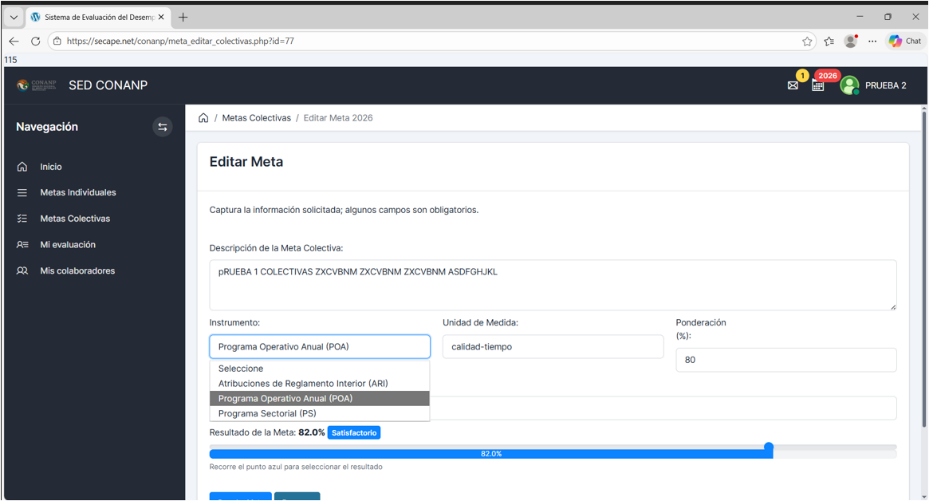 Sistema de Evaluación del Desemp
https://secape.net/conanp/meta_editar_colectivas.php?id=77
Chat
115
CONANP
SED CONANP
1
2026
PRUEBA 2
Navegación
Inicio
Metas Individuales
Metas Colectivas
Mi evaluación
Mis colaboradores
/ Metas Colectivas / Editar Meta 2026
Editar Meta
Captura la información solicitada; algunos campos son obligatorios.
Descripción de la Meta Colectiva:
pRUEBA 1 COLECTIVAS ZXCVBNM ZXCVBNM ZXCVBNM ASDFGHJKL
Instrumento:
Unidad de Medida:
Ponderación
(%):
Programa Operativo Anual (POA)
calidad-tiempo
80
Seleccione
Atribuciones de Reglamento Interior (ARI)
Programa Operativo Anual (POA)
Programa Sectorial (PS)
Resultado de la Meta: 82.0% Satisfactorio
82.0%
Recorre el punto azul para seleccionar el resultado